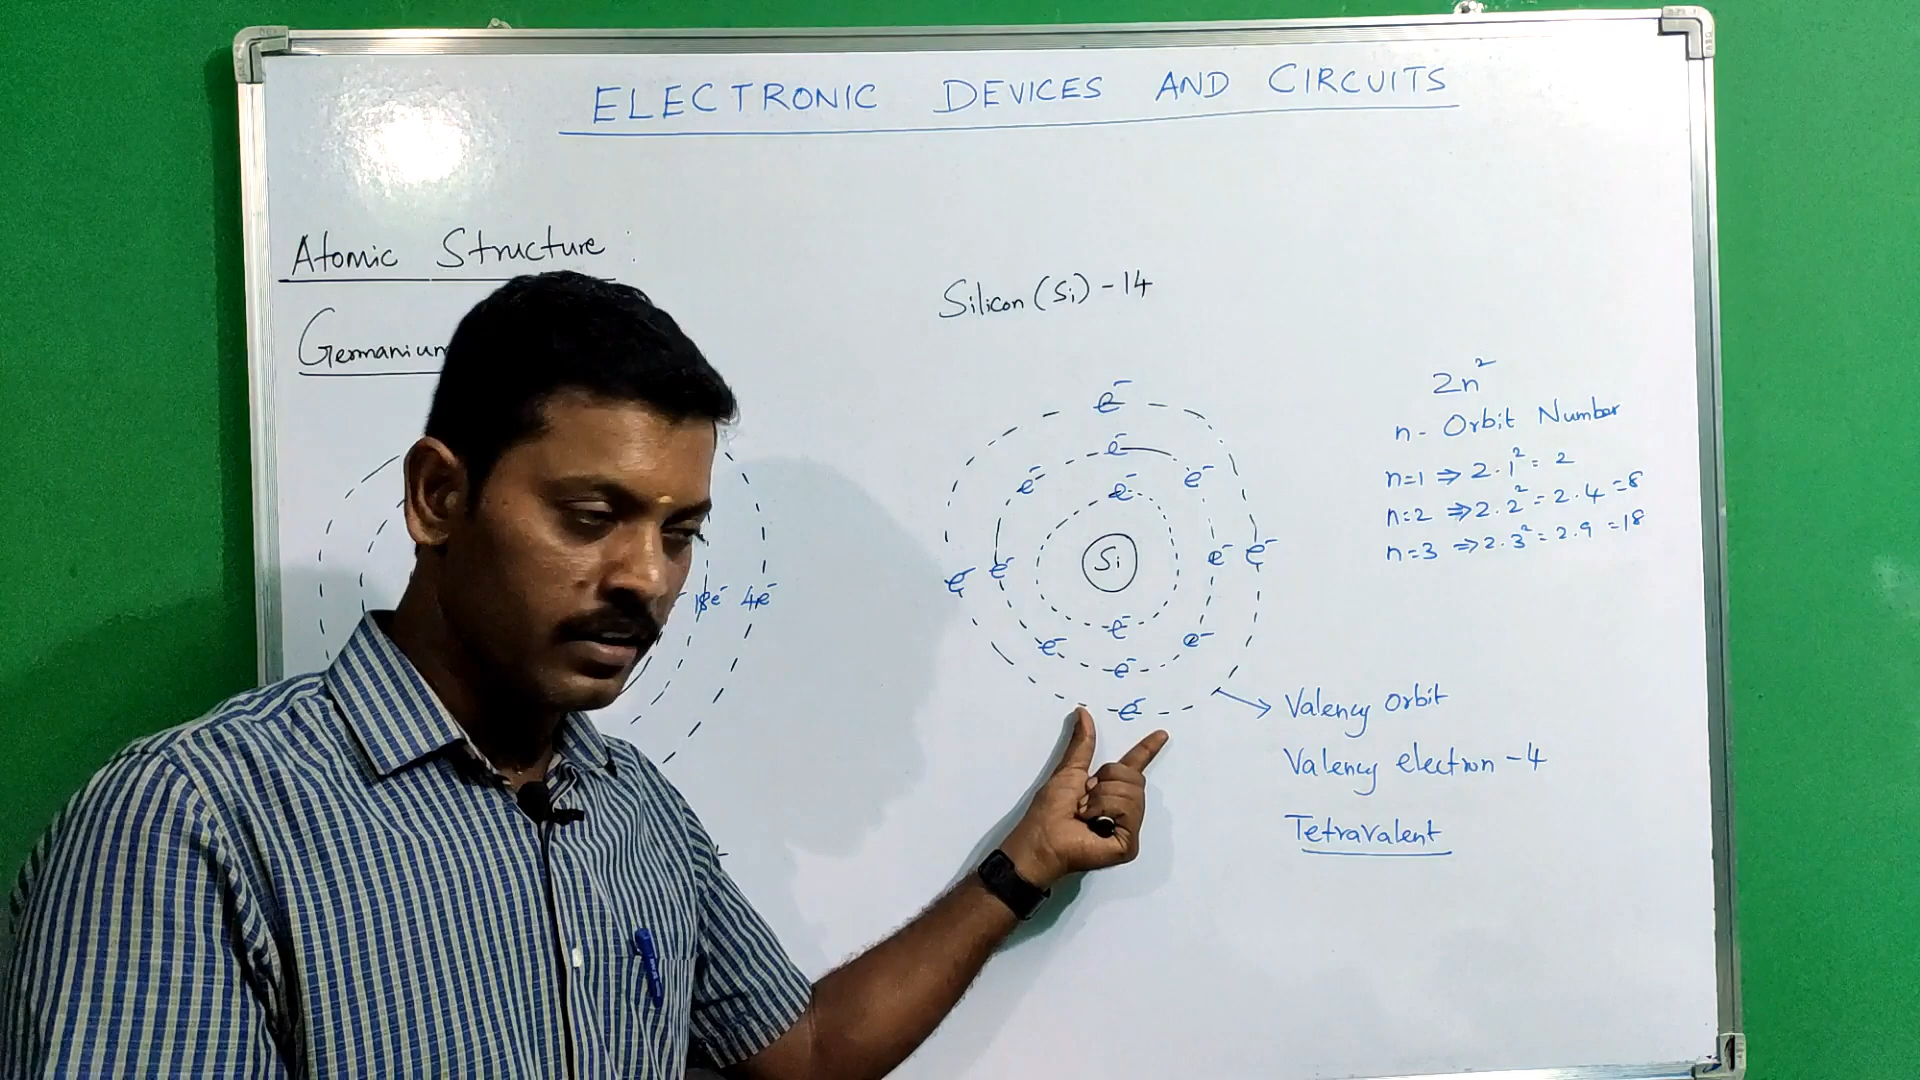 ELECTRONIC DEVICES AND CIRCUITS
Atomic Structure :
Germanium
18e⁻ 4e⁻
Silicon (Si) - 14
e⁻
e⁻
e⁻ e⁻ e⁻
Si
e⁻ e⁻ e⁻ e⁻
e⁻
e⁻ e⁻ e⁻
e⁻
2n²
n - Orbit Number
n=1 ⇒ 2.1² = 2
n=2 ⇒ 2.2² = 2.4 = 8
n=3 ⇒ 2.3² = 2.9 = 18
Valency Orbit
Valency electron - 4
Tetravalent